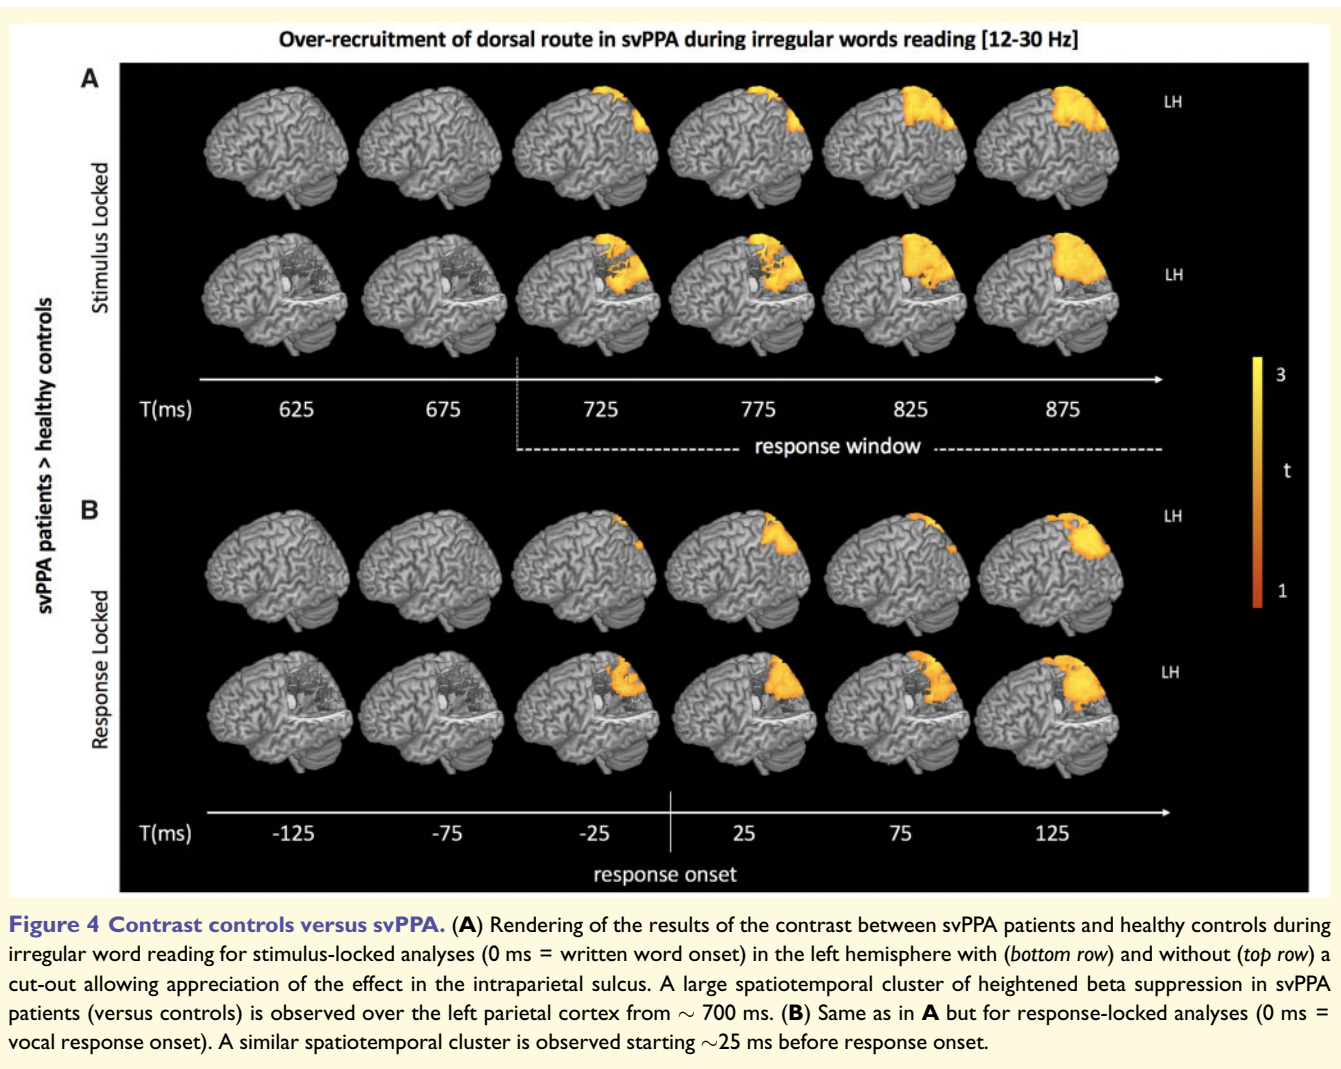 Over-recruitment of dorsal route in svPPA during irregular words reading [12-30 Hz]
A
LH
Stimulus Locked
LH
svPPA patients > healthy controls
T(ms) 625 675 725 775 825 875
response window
3
t
1
B
LH
Response Locked
LH
T(ms) -125 -75 -25 25 75 125
response onset
Figure 4 Contrast controls versus svPPA. (A) Rendering of the results of the contrast between svPPA patients and healthy controls during
irregular word reading for stimulus-locked analyses (0 ms = written word onset) in the left hemisphere with (bottom row) and without (top row) a
cut-out allowing appreciation of the effect in the intraparietal sulcus. A large spatiotemporal cluster of heightened beta suppression in svPPA
patients (versus controls) is observed over the left parietal cortex from ~ 700 ms. (B) Same as in A but for response-locked analyses (0 ms =
vocal response onset). A similar spatiotemporal cluster is observed starting ~25 ms before response onset.